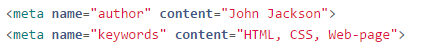 <meta name="author" content="John Jackson">
<meta name="keywords" content="HTML, CSS, Web-page">